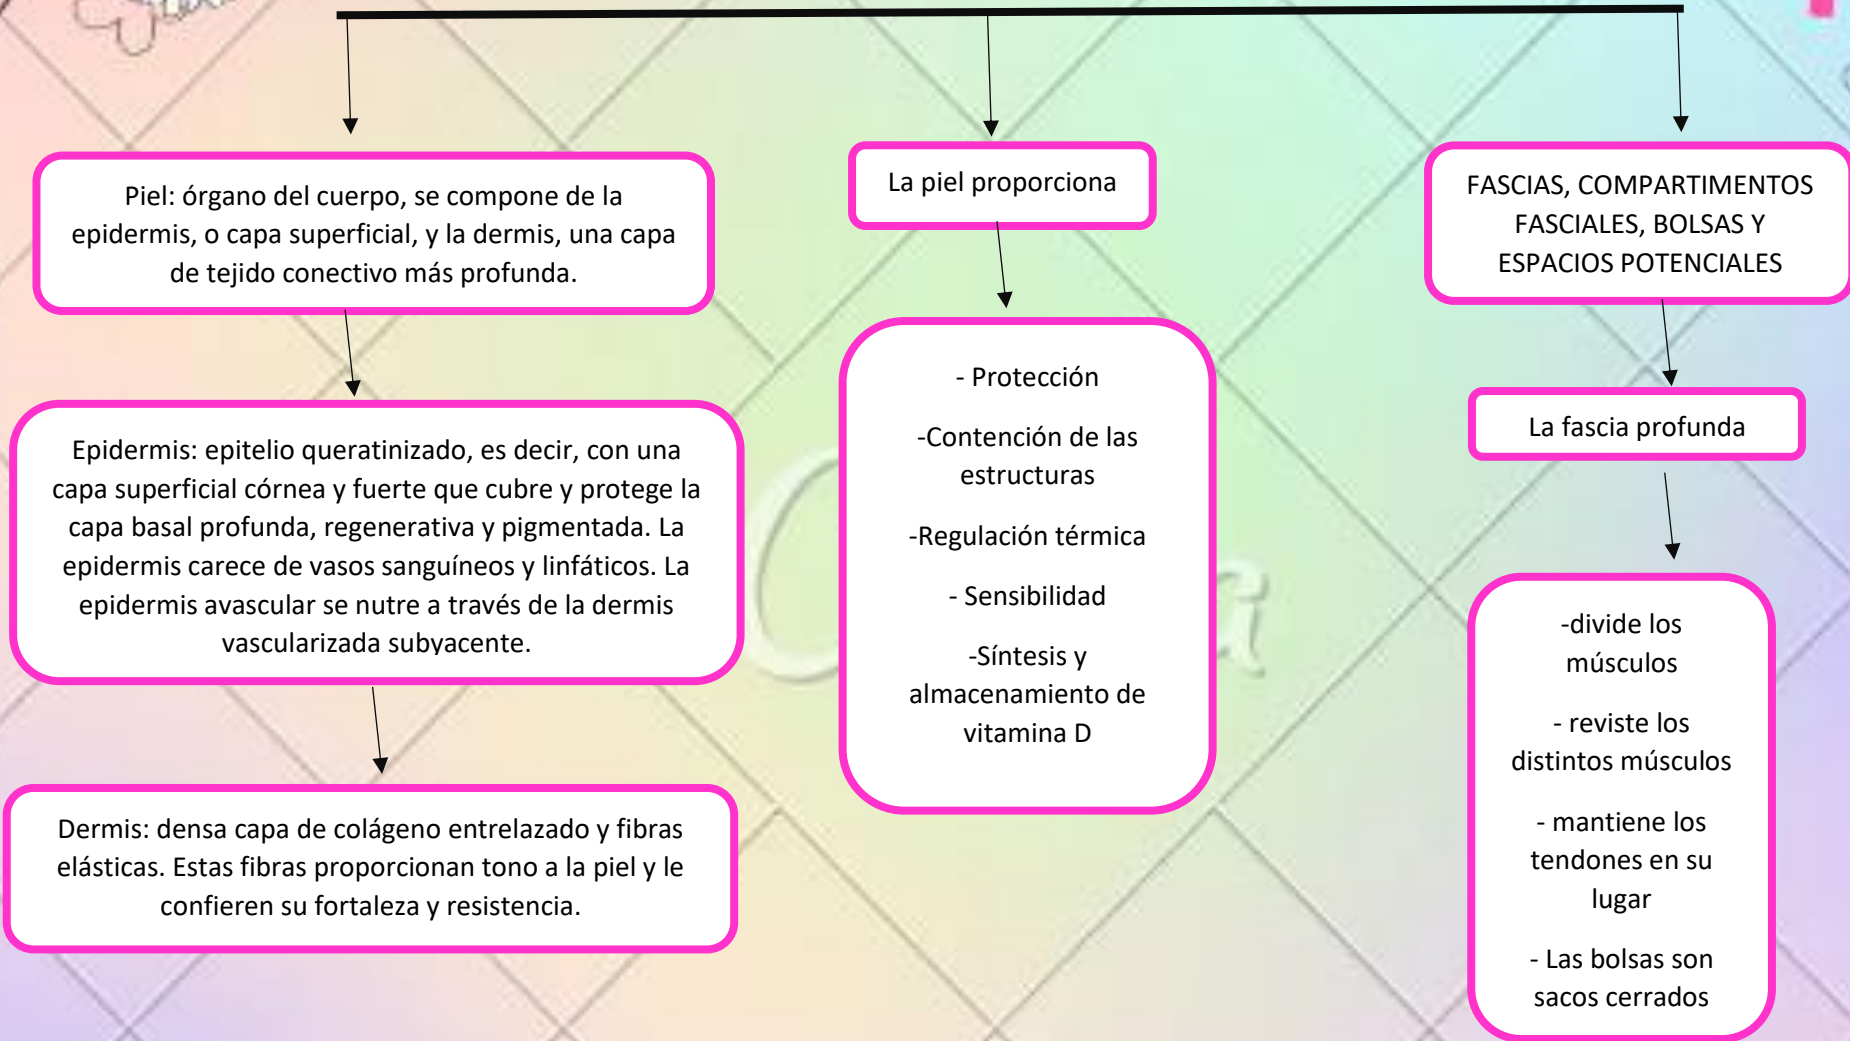 Piel: órgano del cuerpo, se compone de la
epidermis, o capa superficial, y la dermis, una capa
de tejido conectivo más profunda.
Epidermis: epitelio queratinizado, es decir, con una
capa superficial córnea y fuerte que cubre y protege la
capa basal profunda, regenerativa y pigmentada. La
epidermis carece de vasos sanguíneos y linfáticos. La
epidermis avascular se nutre a través de la dermis
vascularizada subyacente.
Dermis: densa capa de colágeno entrelazado y fibras
elásticas. Estas fibras proporcionan tono a la piel y le
confieren su fortaleza y resistencia.
La piel proporciona
- Protección
-Contención de las
estructuras
-Regulación térmica
- Sensibilidad
-Síntesis y
almacenamiento de
vitamina D
FASCIAS, COMPARTIMENTOS
FASCIALES, BOLSAS Y
ESPACIOS POTENCIALES
La fascia profunda
-divide los
músculos
- reviste los
distintos músculos
- mantiene los
tendones en su
lugar
- Las bolsas son
sacos cerrados